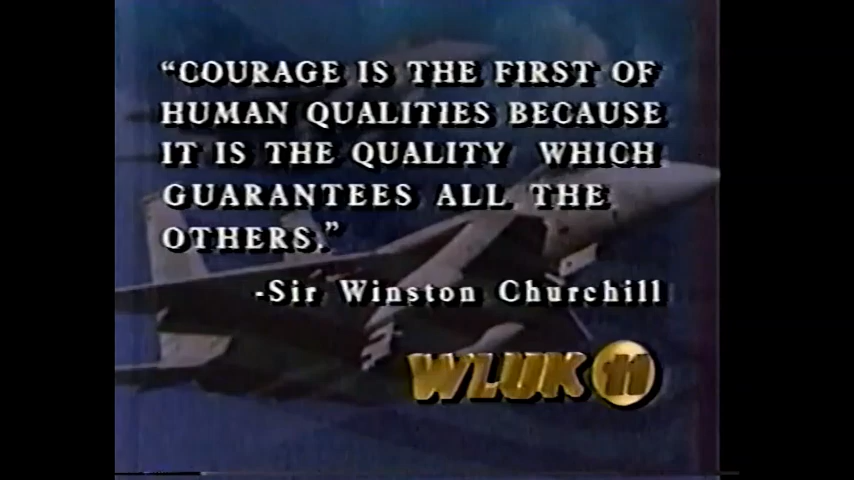 “COURAGE IS THE FIRST OF
HUMAN QUALITIES BECAUSE
IT IS THE QUALITY WHICH
GUARANTEES ALL THE
OTHERS.”
-Sir Winston Churchill
WLUK 11